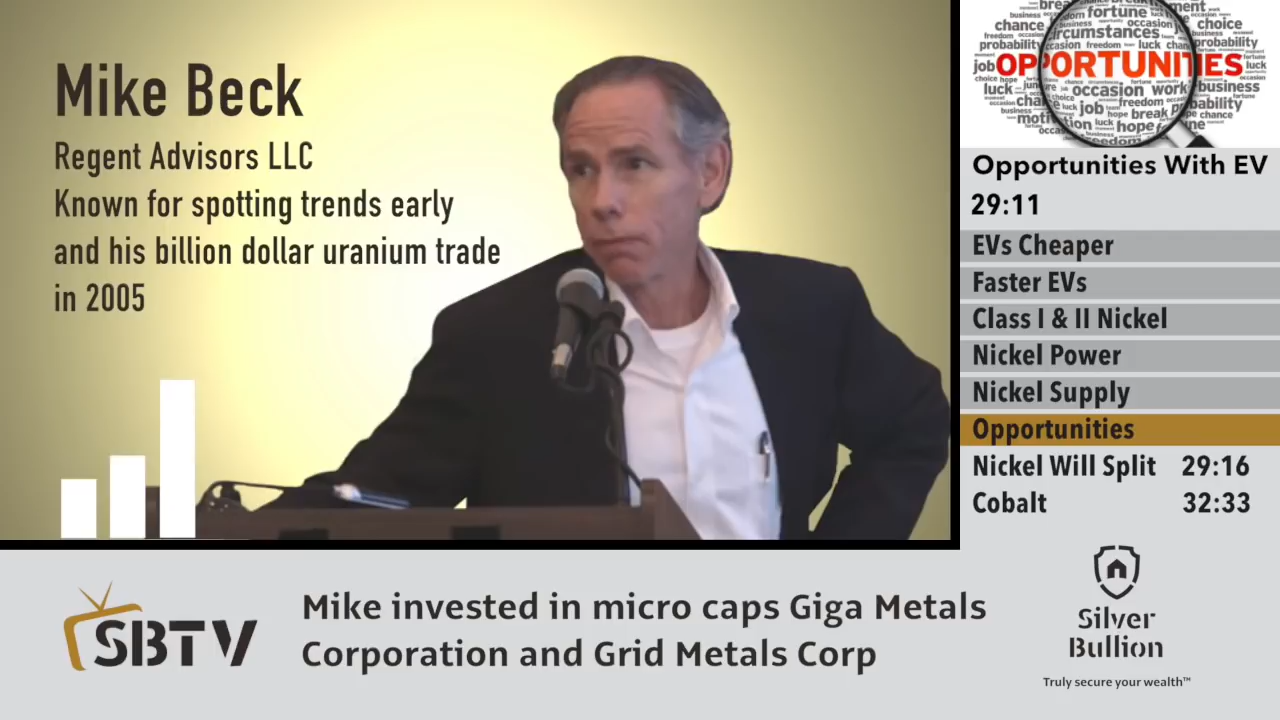 Mike Beck
Regent Advisors LLC
Known for spotting trends early
and his billion dollar uranium trade
in 2005
OPPORTUNITIES
Opportunities With EV
29:11
EVs Cheaper
Faster EVs
Class I & II Nickel
Nickel Power
Nickel Supply
Opportunities
Nickel Will Split 29:16
Cobalt 32:33
SBTV
Mike invested in micro caps Giga Metals
Corporation and Grid Metals Corp
Silver
Bullion
Truly secure your wealth™